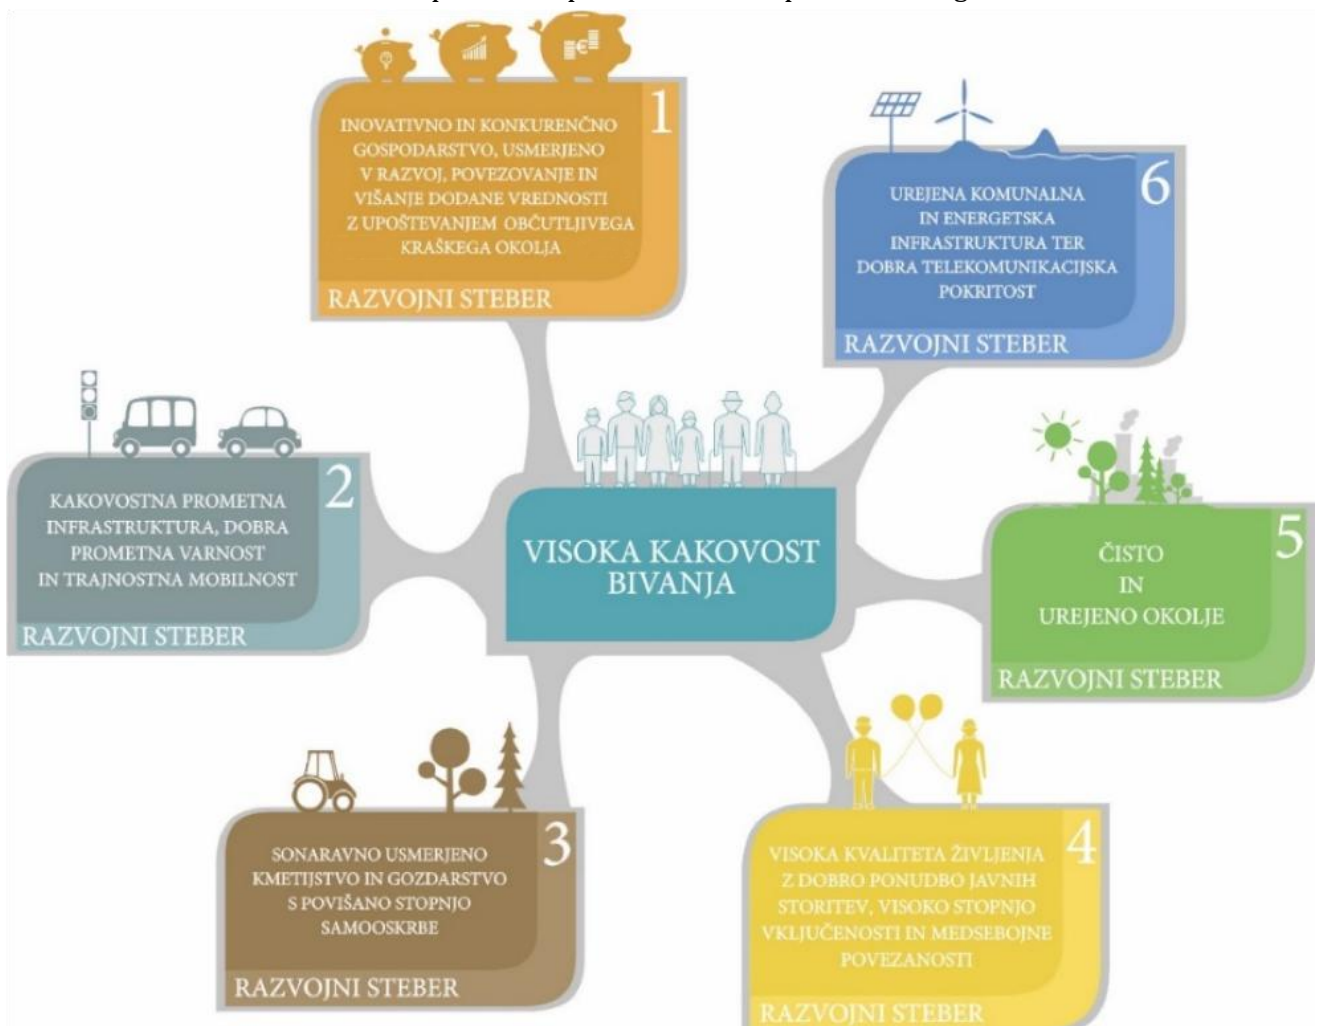 1
INOVATIVNO IN KONKURENČNO
GOSPODARSTVO, USMERJENO
V RAZVOJ, POVEZOVANJE IN
VIŠANJE DODANE VREDNOSTI
Z UPOŠTEVANJEM OBČUTLJIVEGA
KRAŠKEGA OKOLJA
RAZVOJNI STEBER
6
UREJENA KOMUNALNA
IN ENERGETSKA
INFRASTRUKTURA TER
DOBRA TELEKOMUNIKACIJSKA
POKRITOST
RAZVOJNI STEBER
2
KAKOVOSTNA PROMETNA
INFRASTRUKTURA, DOBRA
PROMETNA VARNOST
IN TRAJNOSTNA MOBILNOST
RAZVOJNI STEBER
VISOKA KAKOVOST
BIVANJA
5
ČISTO
IN
UREJENO OKOLJE
RAZVOJNI STEBER
3
SONARAVNO USMERJENO
KMETIJSTVO IN GOZDARSTVO
S POVIŠANO STOPNJO
SAMOOSKRBE
RAZVOJNI STEBER
4
VISOKA KVALITETA ŽIVLJENJA
Z DOBRO PONUDBO JAVNIH
STORITEV, VISOKO STOPNJO
VKLJUČENOSTI IN MEDSEBOJNE
POVEZANOSTI
RAZVOJNI STEBER